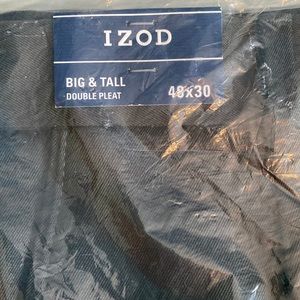 IZOD
BIG & TALL
DOUBLE PLEAT
48x30